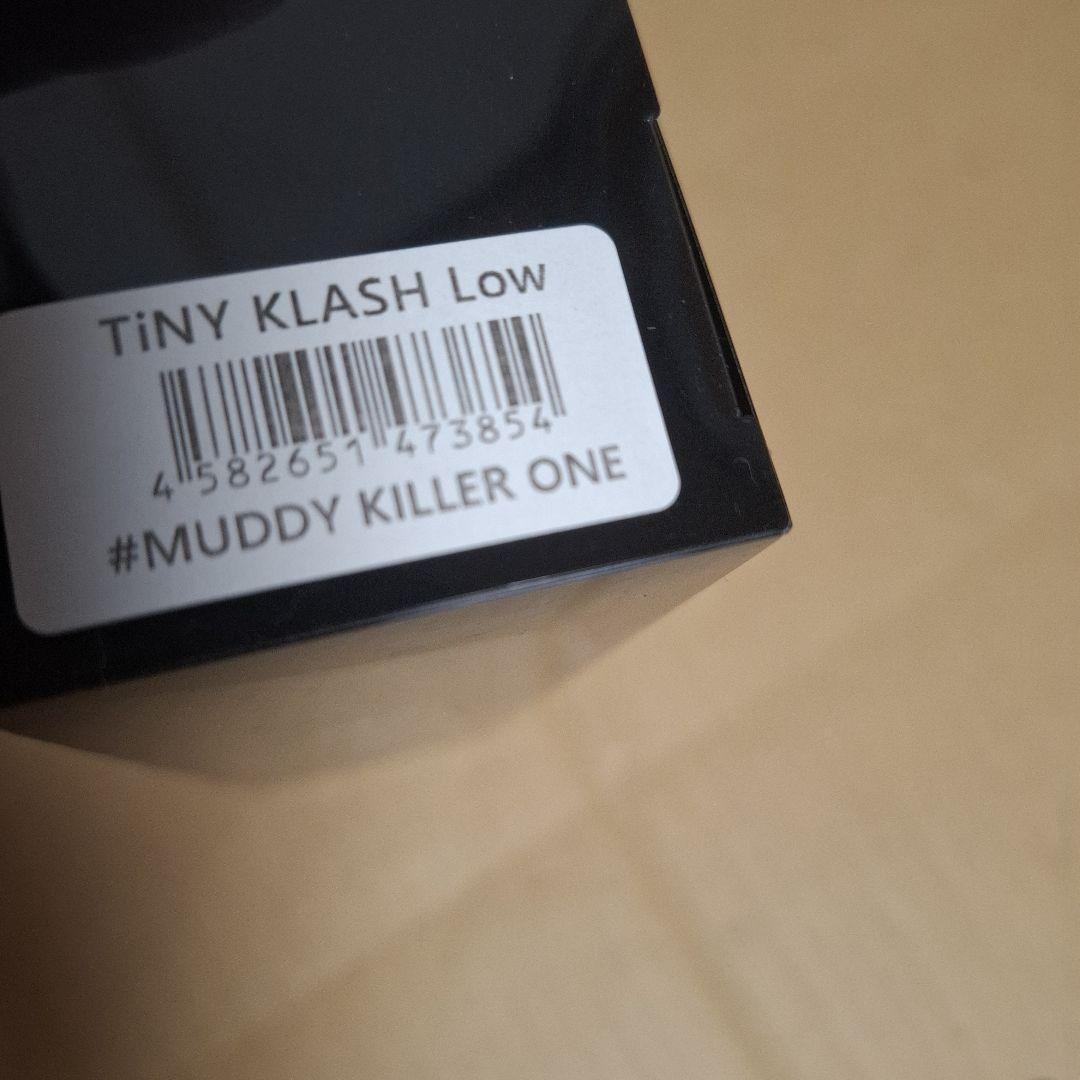 TiNY KLASH Low
4 582651 473854
#MUDDY KILLER ONE